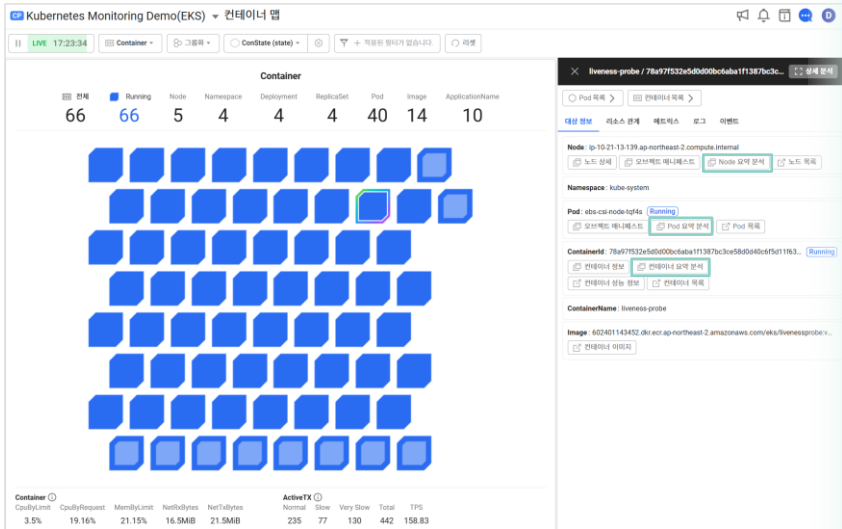 CP Kubernetes Monitoring Demo(EKS) 컨테이너 맵 D
LIVE 17:23:34 Container 그룹화 ConState (state) + 적용된 필터가 없습니다. 리셋
Container
전체 Running Node Namespace Deployment ReplicaSet Pod Image ApplicationName
66 66 5 4 4 4 40 14 10
Container ActiveTX
CpuByLimit CpuByRequest MemByLimit NetRxBytes NetTxBytes Normal Slow Very Slow Total TPS
3.5% 19.16% 21.15% 16.5MiB 21.5MiB 235 77 130 442 158.83
liveness-probe / 78a97f532e5d0d00bc6aba1f1387bc3c... 상세 분석
Pod 목록 컨테이너 목록
대상 정보 리소스 관계 메트릭스 로그 이벤트
Node : ip-10-21-13-139.ap-northeast-2.compute.internal
노드 상세 오브젝트 매니페스트 Node 요약 분석 노드 목록
Namespace : kube-system
Pod : ebs-csi-node-tqf4s Running
오브젝트 매니페스트 Pod 요약 분석 Pod 목록
ContainerId : 78a97f532e5d0d00bc6aba1f1387bc3ce58d0d40c6f5d11f63... Running
컨테이너 정보 컨테이너 요약 분석
컨테이너 성능 정보 컨테이너 목록
ContainerName : liveness-probe
Image : 602401143452.dkr.ecr.ap-northeast-2.amazonaws.com/eks/livenessprobe:v...
컨테이너 이미지